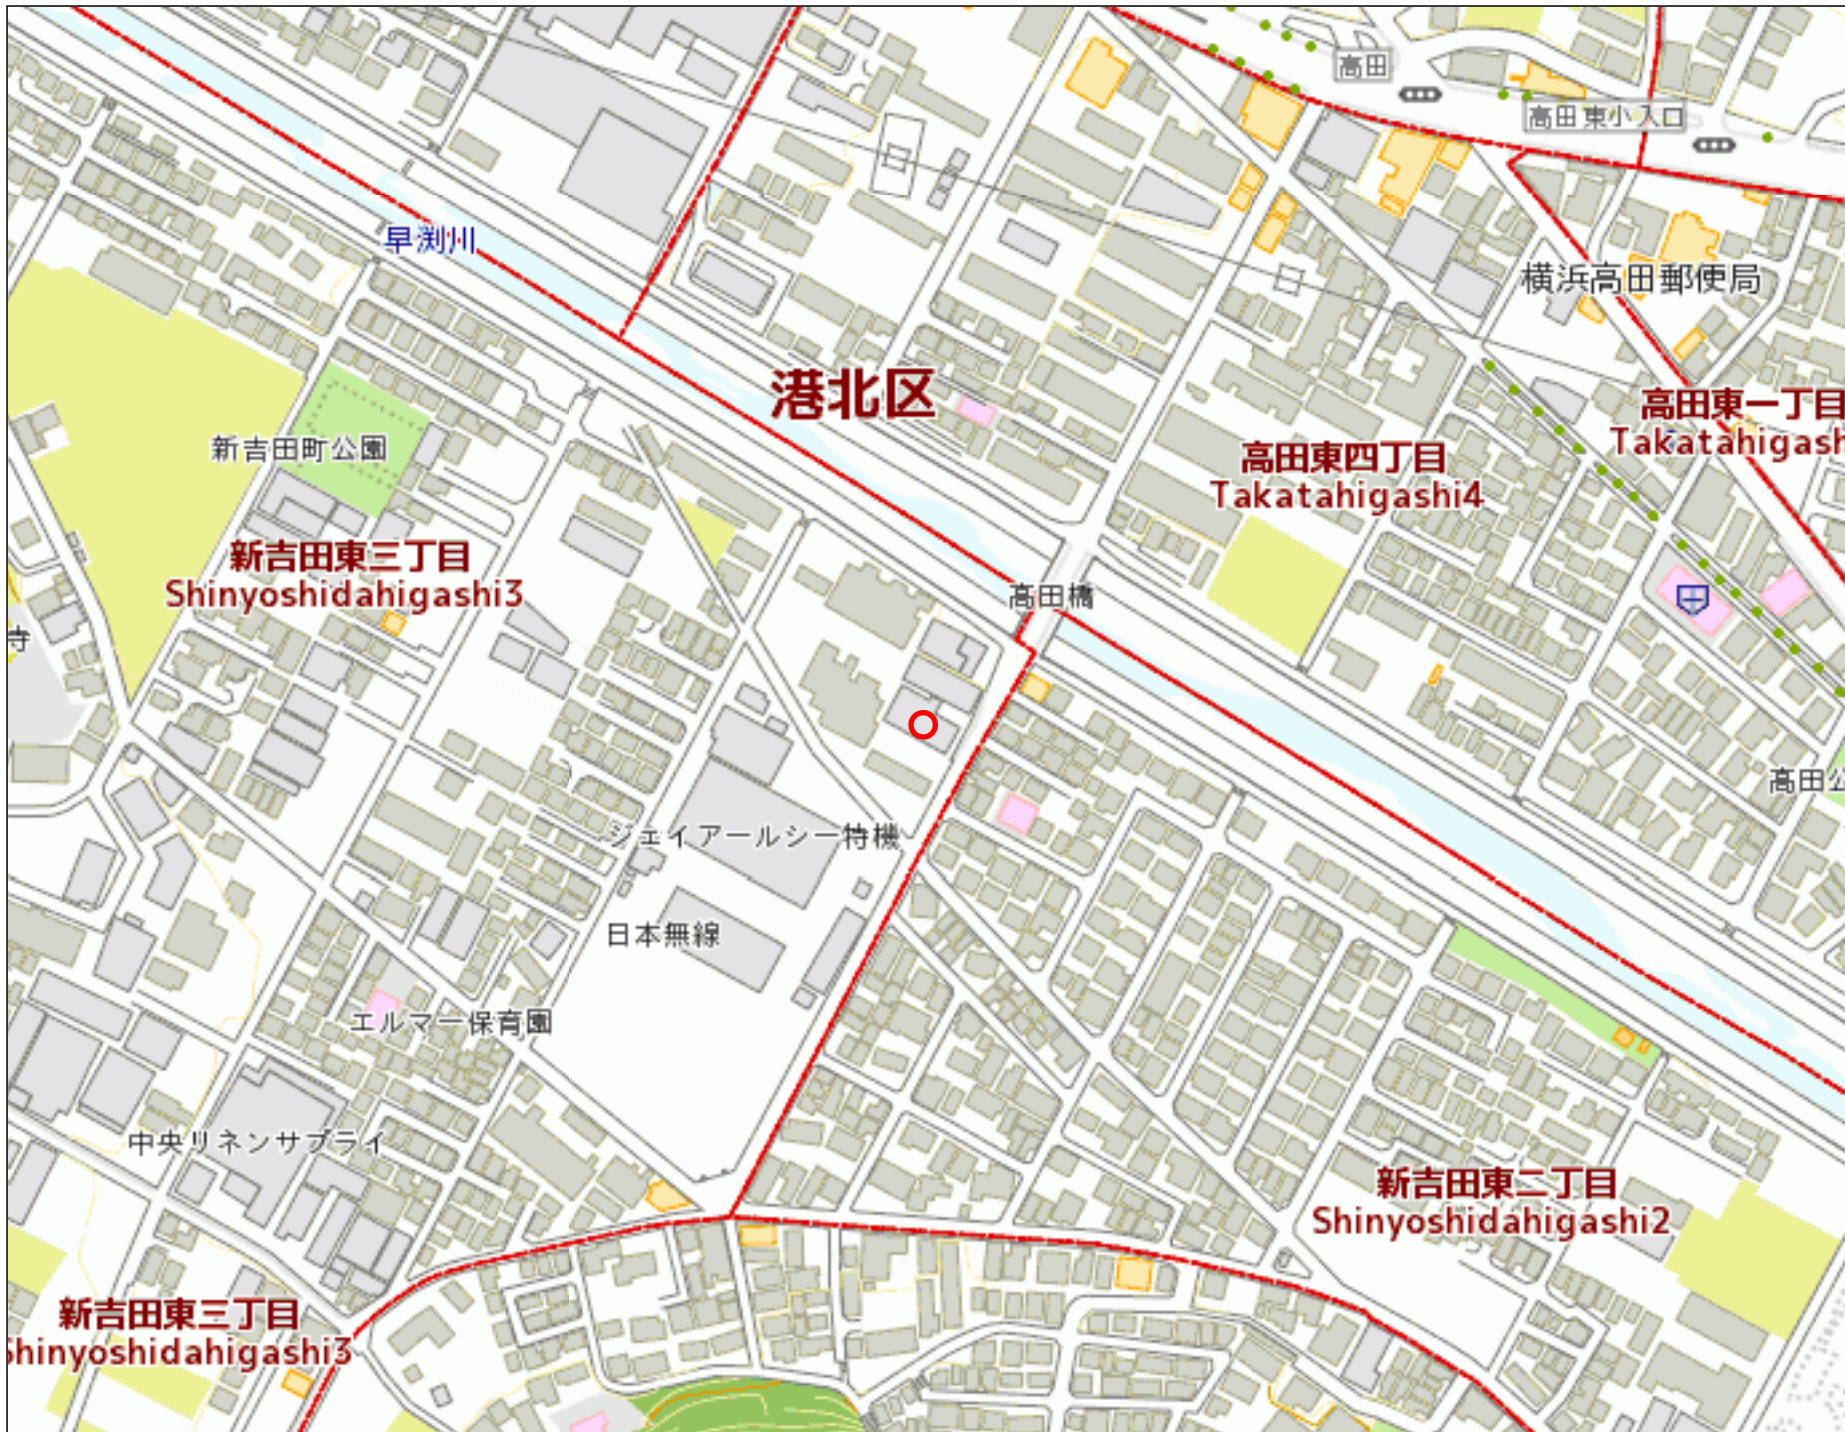 高田
高田東小入口
早渕川
横浜高田郵便局
港北区
高田東一丁目
Takatahigash
新吉田町公園
高田東四丁目
Takatahigashi4
新吉田東三丁目
Shinyoshidahigashi3
高田橋
寺
高田公
ジェイアールシー特機
日本無線
エルマー保育園
中央リネンサプライ
新吉田東二丁目
Shinyoshidahigashi2
新吉田東三丁目
Shinyoshidahigashi3